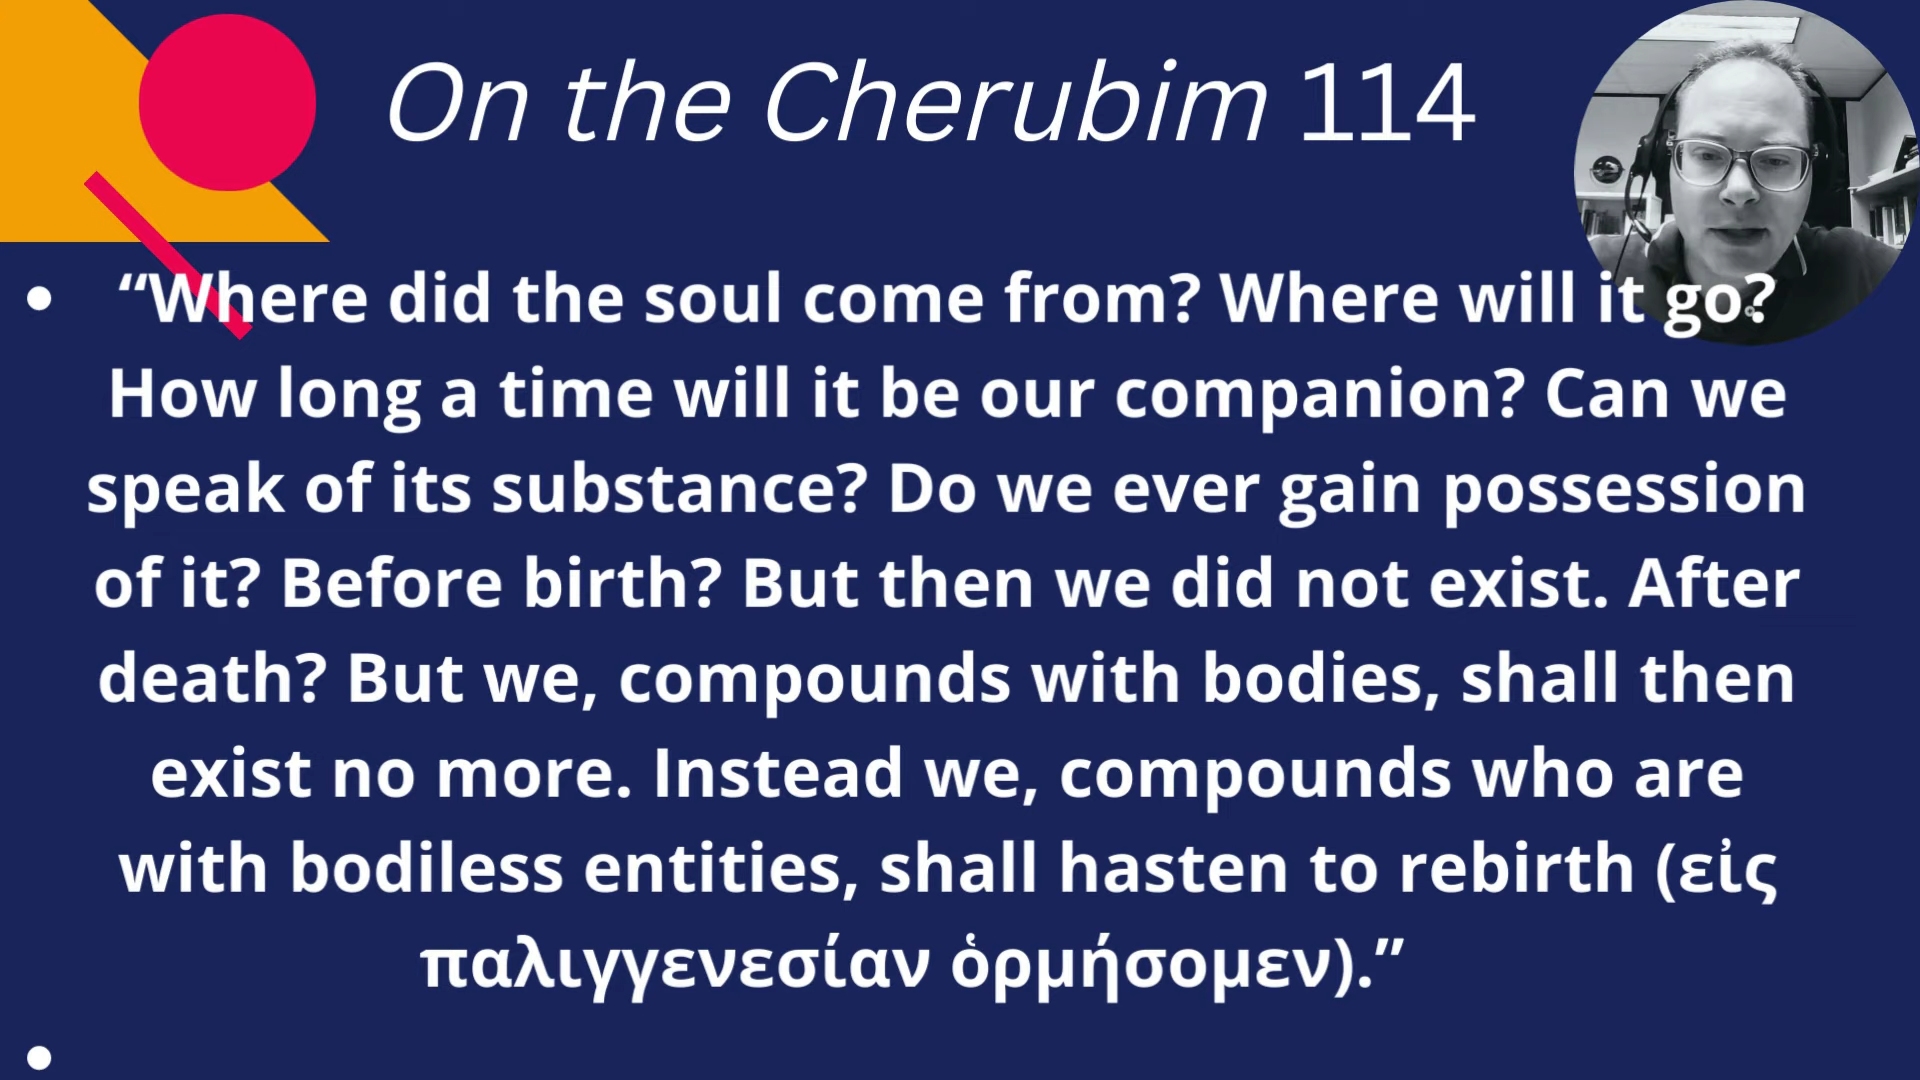 On the Cherubim 114
• “Where did the soul come from? Where will it go?
How long a time will it be our companion? Can we
speak of its substance? Do we ever gain possession
of it? Before birth? But then we did not exist. After
death? But we, compounds with bodies, shall then
exist no more. Instead we, compounds who are
with bodiless entities, shall hasten to rebirth (εἰς
παλιγγενεσίαν ὁρμήσομεν).”
•